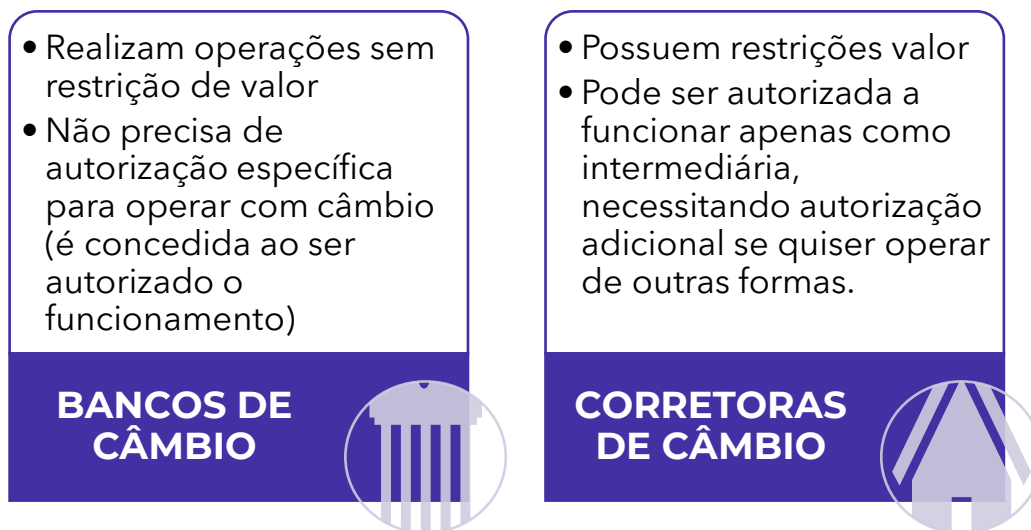 • Realizam operações sem
restrição de valor
• Não precisa de
autorização específica
para operar com câmbio
(é concedida ao ser
autorizado o
funcionamento)
BANCOS DE
CÂMBIO
• Possuem restrições valor
• Pode ser autorizada a
funcionar apenas como
intermediária,
necessitando autorização
adicional se quiser operar
de outras formas.
CORRETORAS
DE CÂMBIO